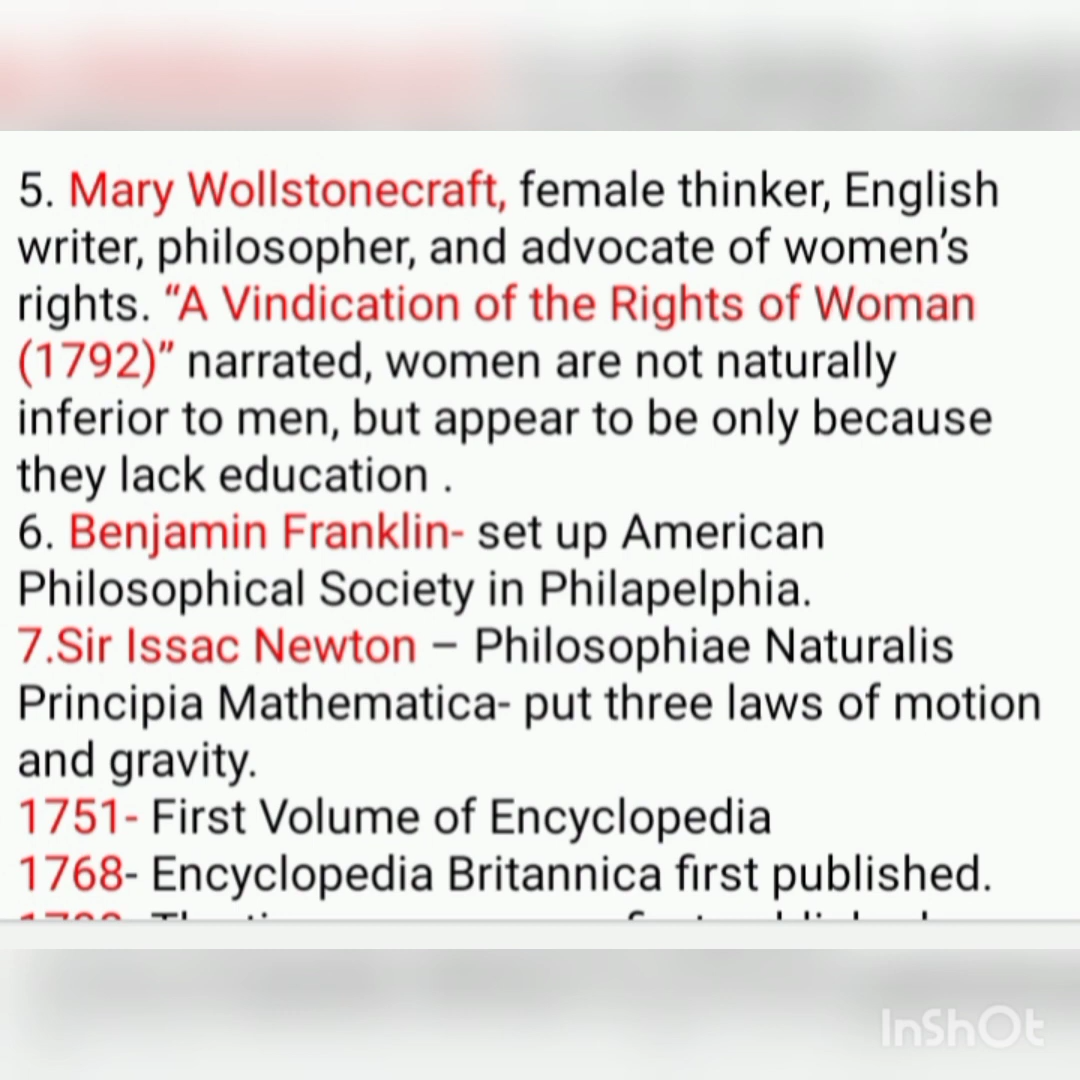 5. Mary Wollstonecraft, female thinker, English
writer, philosopher, and advocate of women’s
rights. “A Vindication of the Rights of Woman
(1792)” narrated, women are not naturally
inferior to men, but appear to be only because
they lack education .
6. Benjamin Franklin- set up American
Philosophical Society in Philapelphia.
7.Sir Issac Newton – Philosophiae Naturalis
Principia Mathematica- put three laws of motion
and gravity.
1751- First Volume of Encyclopedia
1768- Encyclopedia Britannica first published.
InShOt